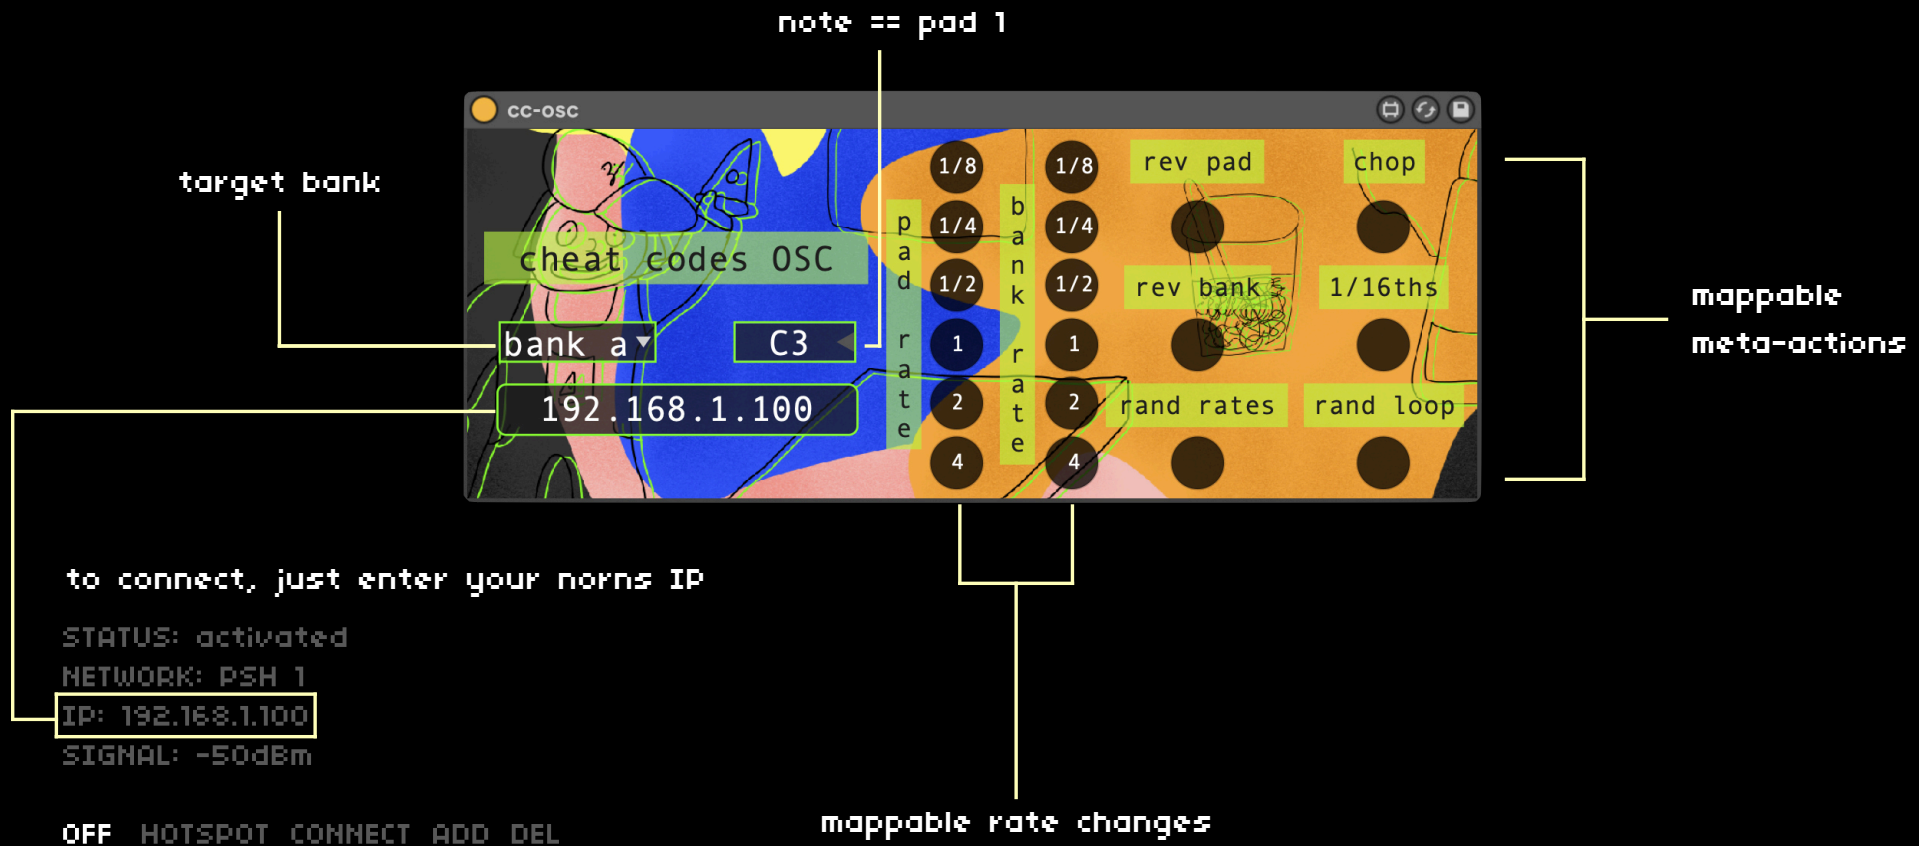 note == pad 1
cc-osc
target bank
cheat codes OSC
bank a
C3
192.168.1.100
pad rate
1/8
1/4
1/2
1
2
4
bank rate
1/8
1/4
1/2
1
2
4
rev pad
chop
rev bank
1/16ths
rand rates
rand loop
mappable
meta-actions
to connect, just enter your norns IP
STATUS: activated
NETWORK: PSH 1
IP: 192.168.1.100
SIGNAL: -50dBm
OFF HOTSPOT CONNECT ADD DEL
mappable rate changes